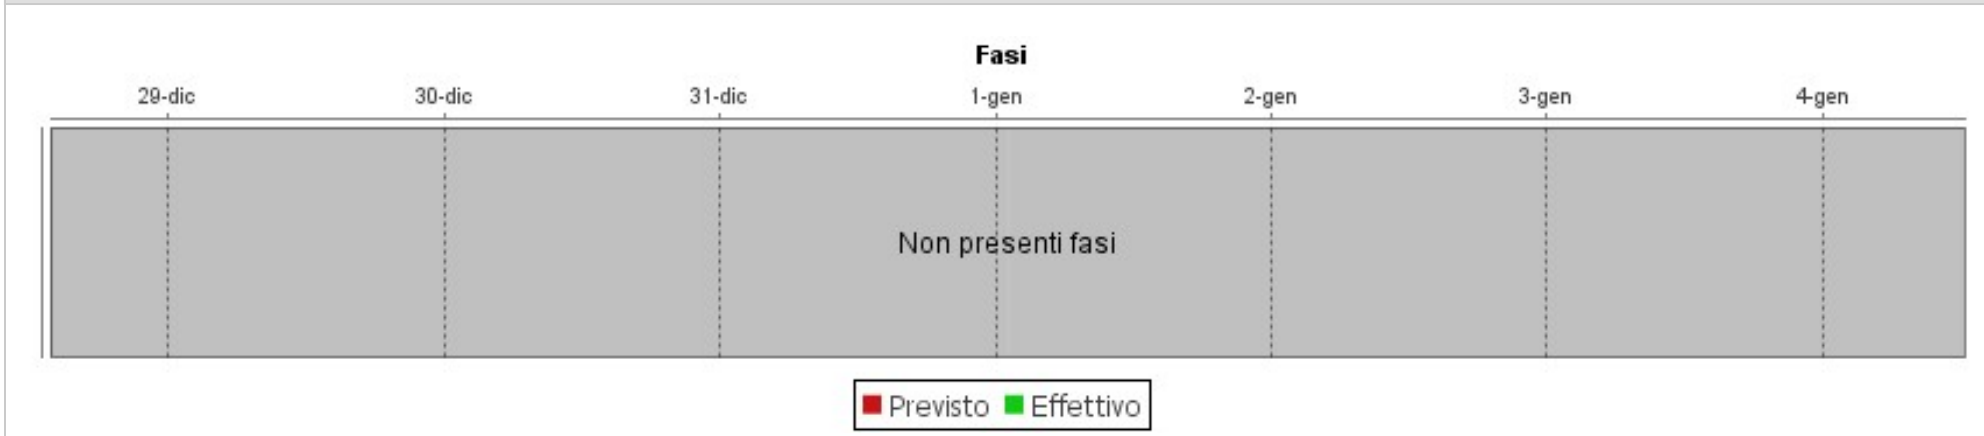 Fasi
29-dic 30-dic 31-dic 1-gen 2-gen 3-gen 4-gen
Non presenti fasi
Previsto Effettivo